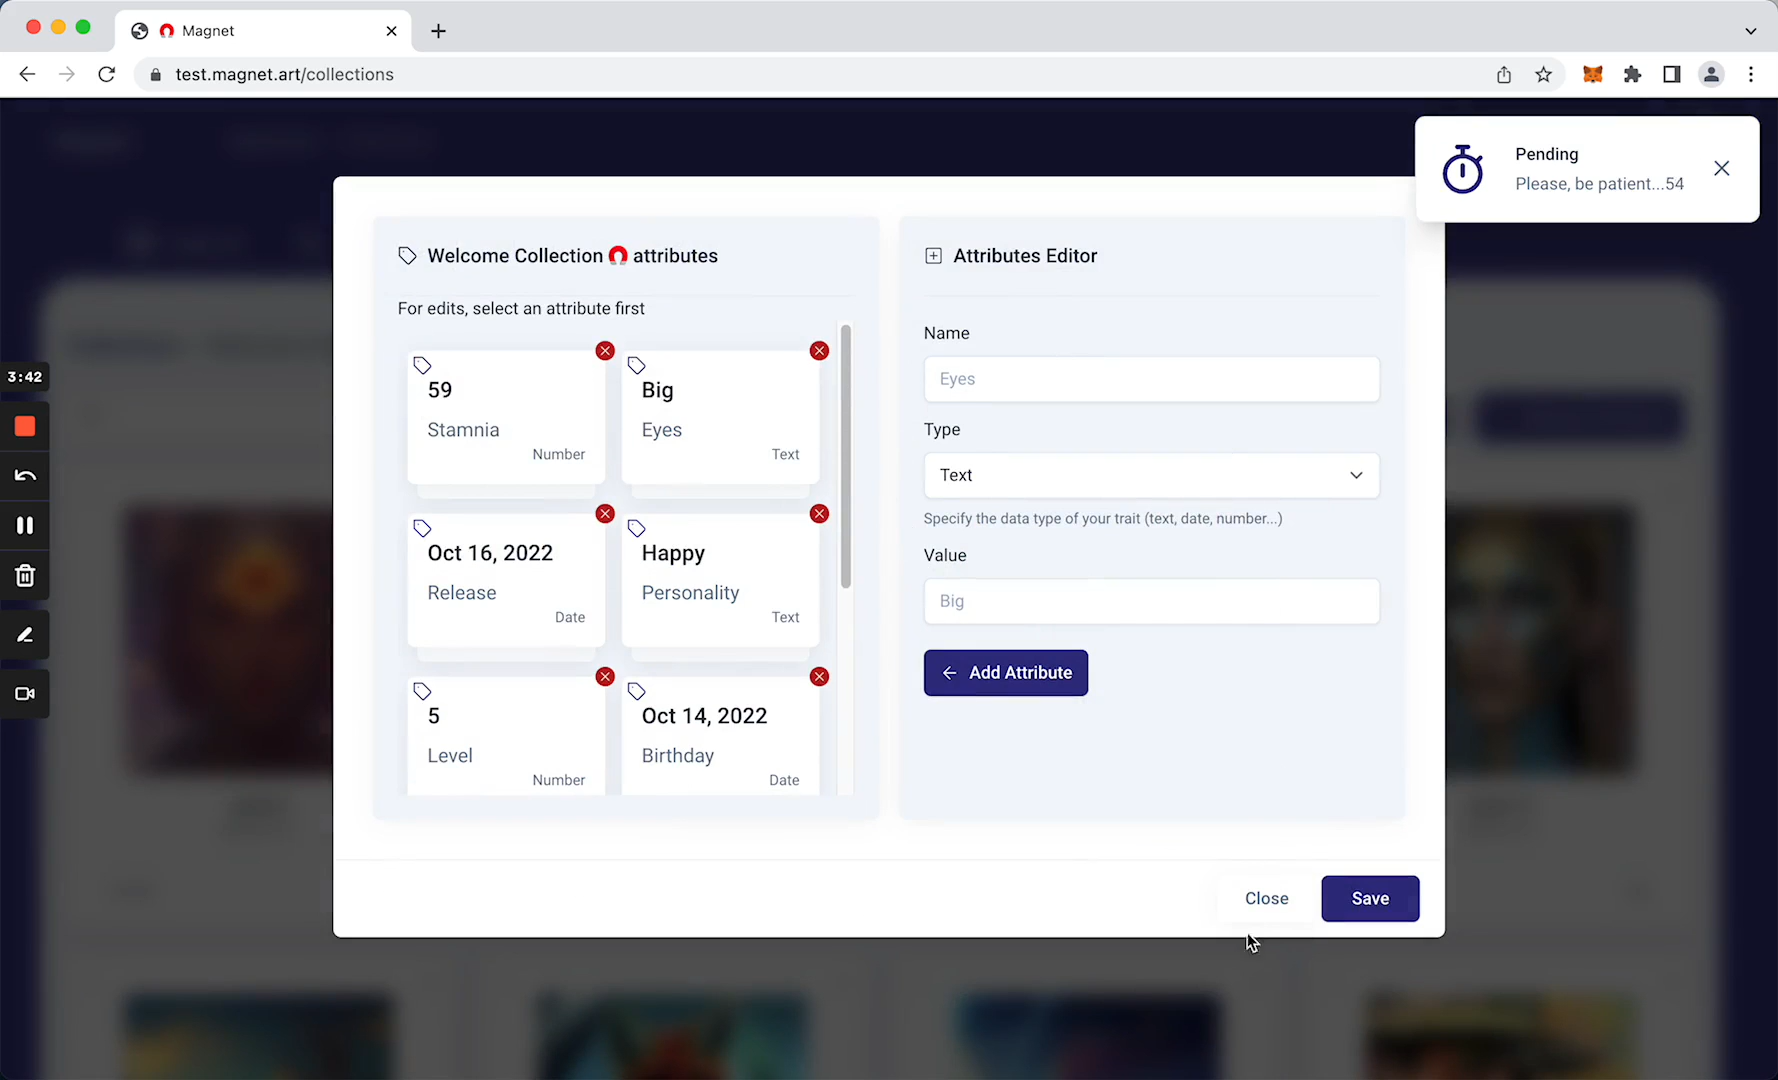 Magnet
test.magnet.art/collections
Pending
Please, be patient...54
Welcome Collection attributes
For edits, select an attribute first
59
Stamnia
Number
Big
Eyes
Text
Oct 16, 2022
Release
Date
Happy
Personality
Text
5
Level
Number
Oct 14, 2022
Birthday
Date
Attributes Editor
Name
Eyes
Type
Text
Specify the data type of your trait (text, date, number...)
Value
Big
Add Attribute
Close
Save
3:42